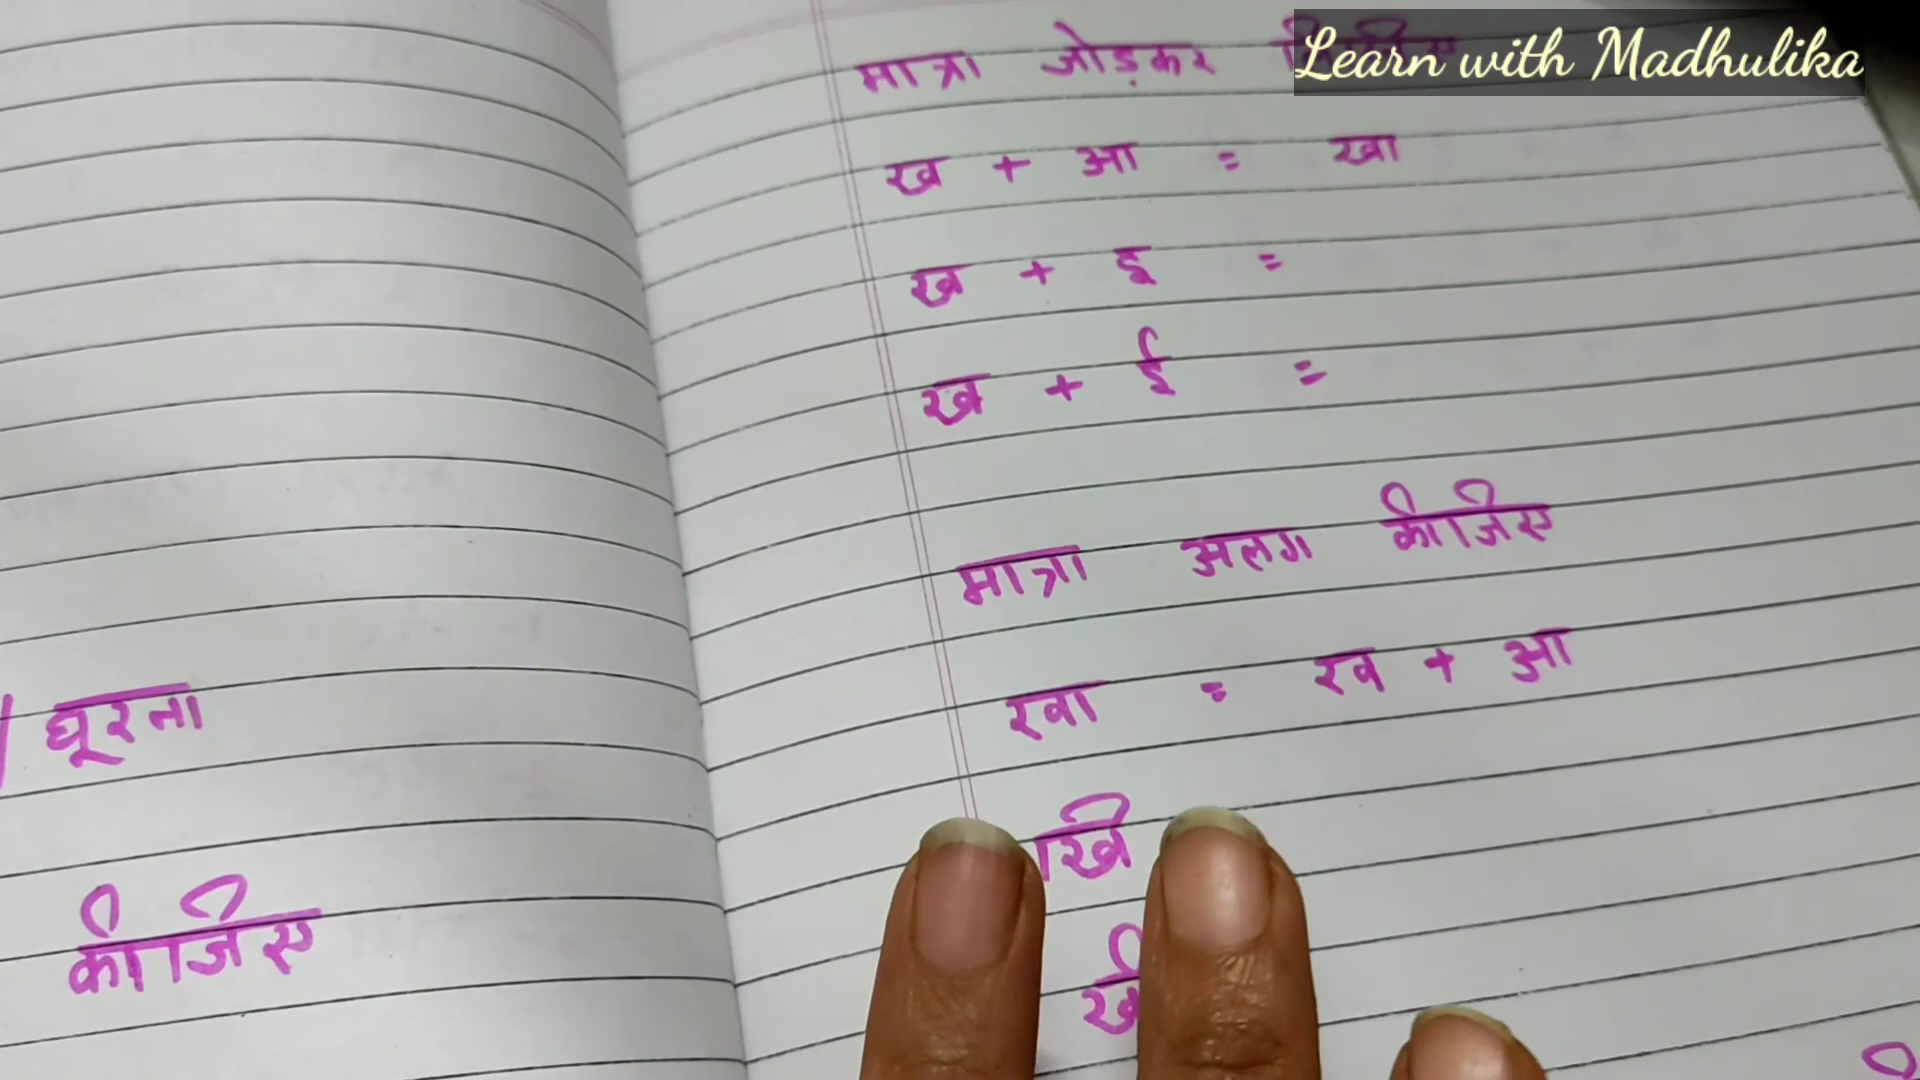 Learn with Madhulika
मात्रा जोड़कर
ख + आ = खा
ख + इ =
ख + ई =
मात्रा अलग कीजिए
खा = ख + आ
खि
खी
घूरना
कीजिए